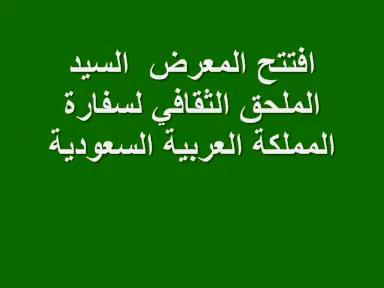 افتتح المعرض السيد
الملحق الثقافي لسفارة
المملكة العربية السعودية